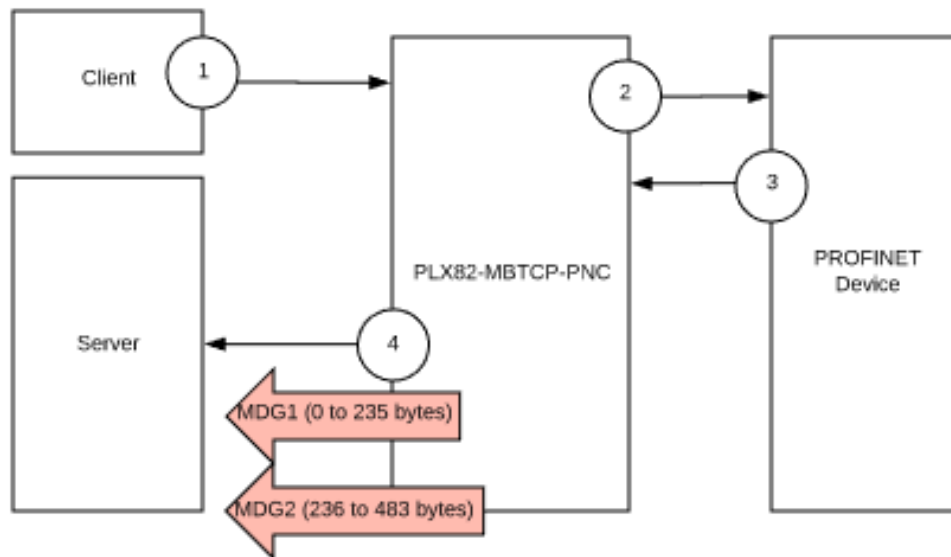 Client
1
2
3
PLX82-MBTCP-PNC
PROFINET
Device
Server
4
MDG1 (0 to 235 bytes)
MDG2 (236 to 483 bytes)